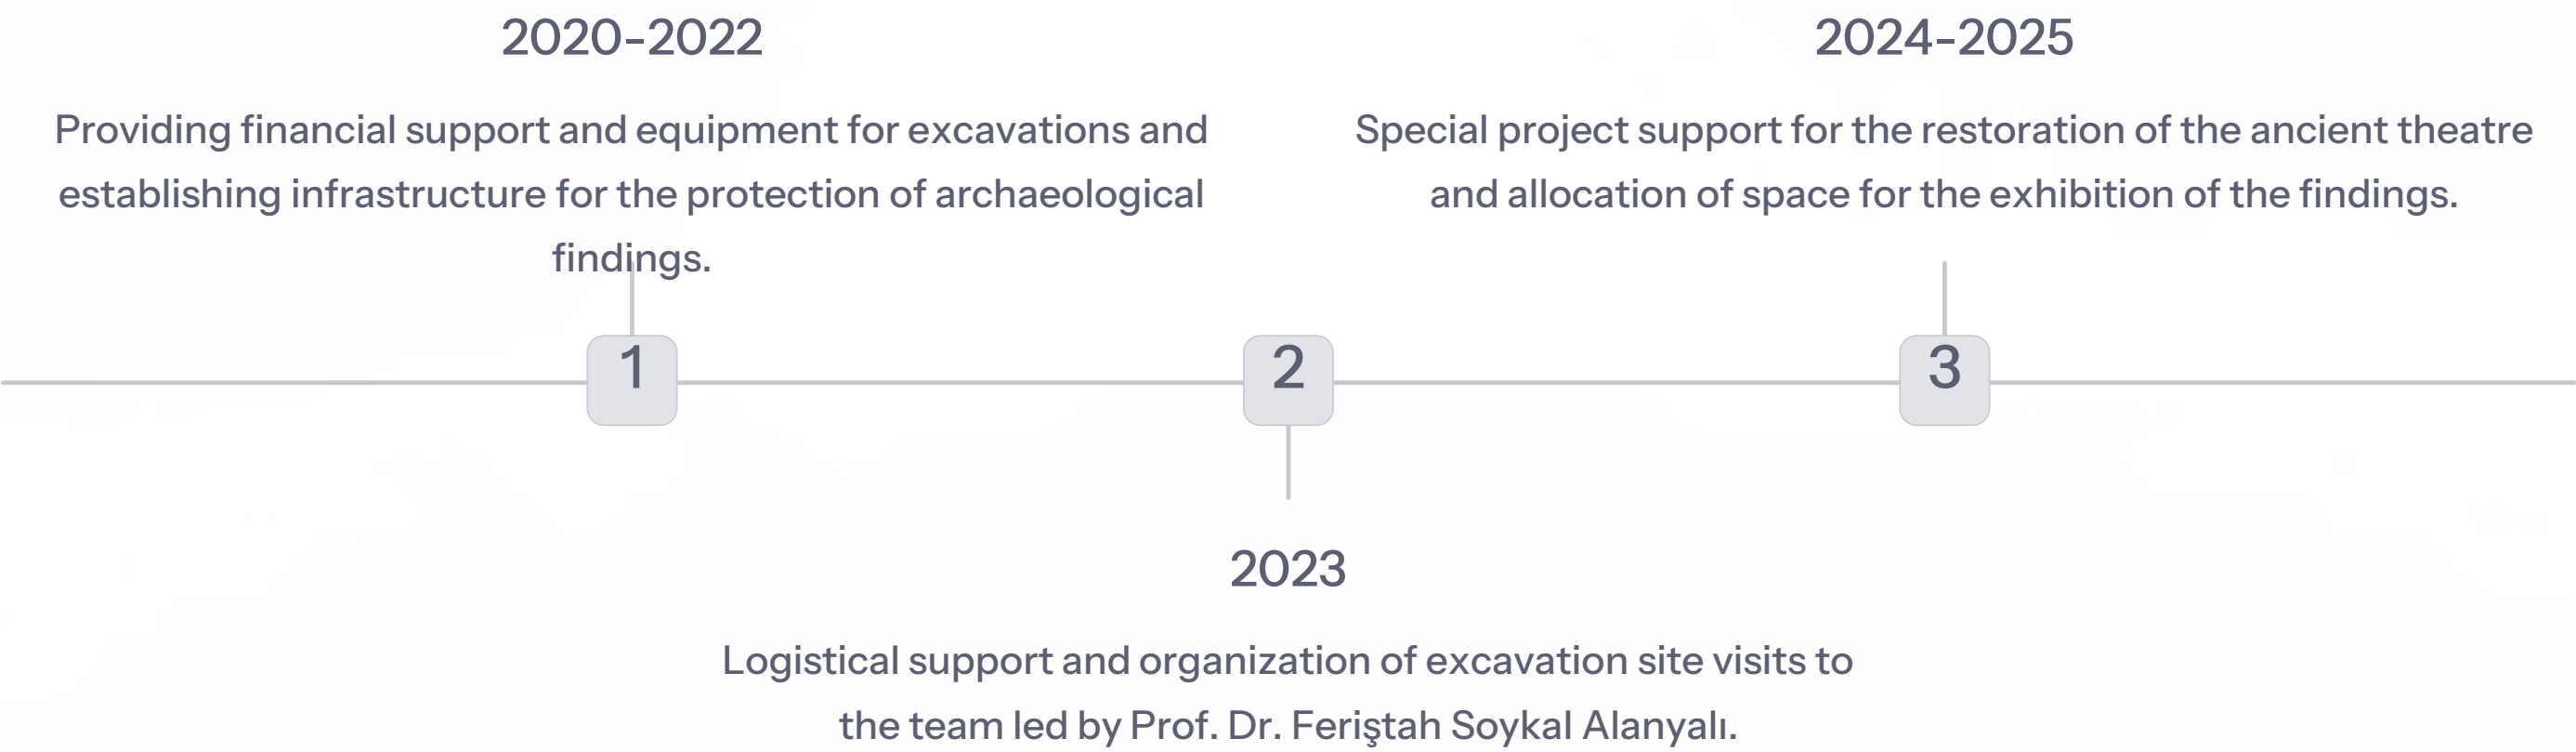 2020-2022
Providing financial support and equipment for excavations and
establishing infrastructure for the protection of archaeological
findings.
2024-2025
Special project support for the restoration of the ancient theatre
and allocation of space for the exhibition of the findings.
1
2
3
2023
Logistical support and organization of excavation site visits to
the team led by Prof. Dr. Feriştah Soykal Alanyalı.